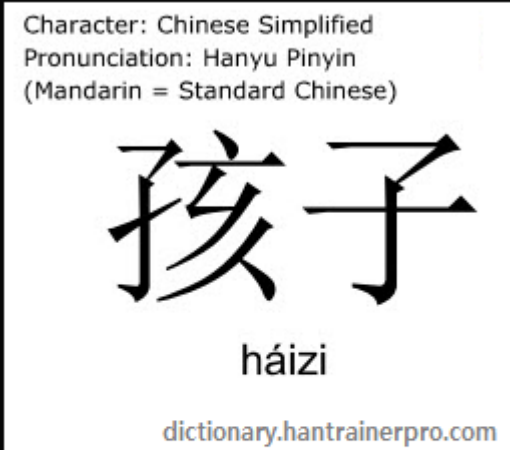 Character: Chinese Simplified
Pronunciation: Hanyu Pinyin
(Mandarin = Standard Chinese)
孩子
háizi
dictionary.hantrainerpro.com